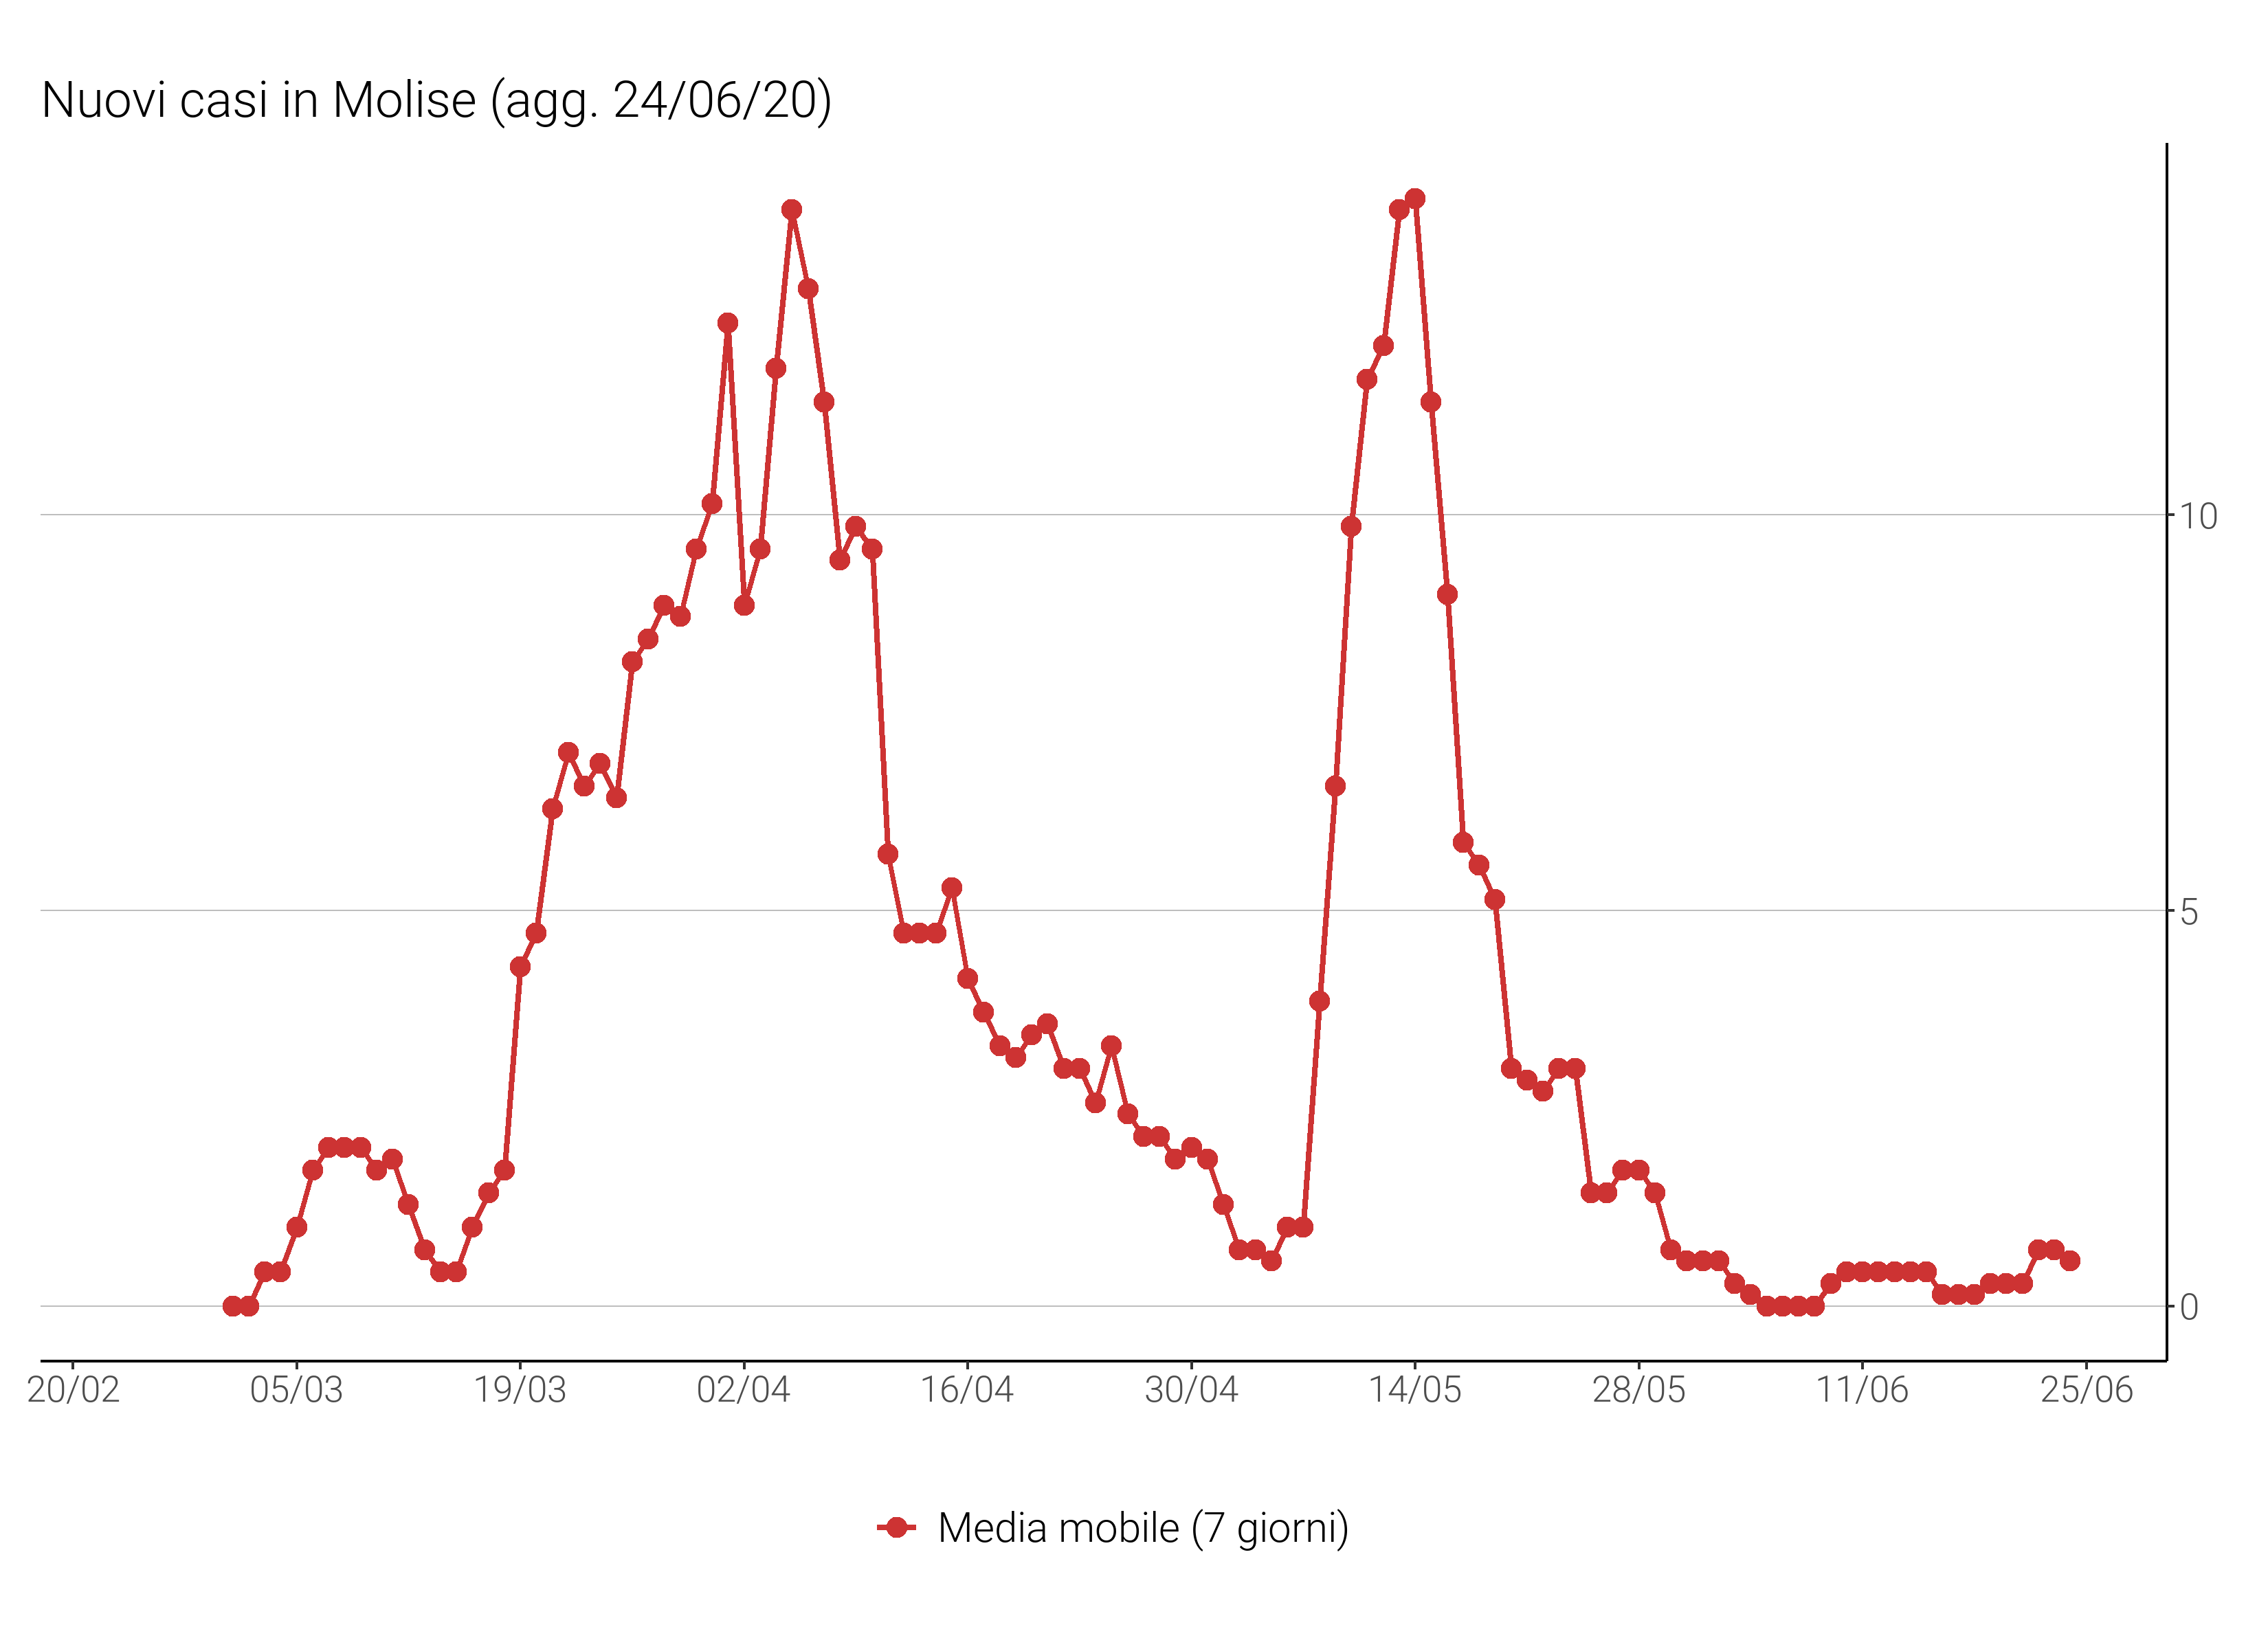 Nuovi casi in Molise (agg. 24/06/20)
10
5
0
20/02 05/03 19/03 02/04 16/04 30/04 14/05 28/05 11/06 25/06
Media mobile (7 giorni)